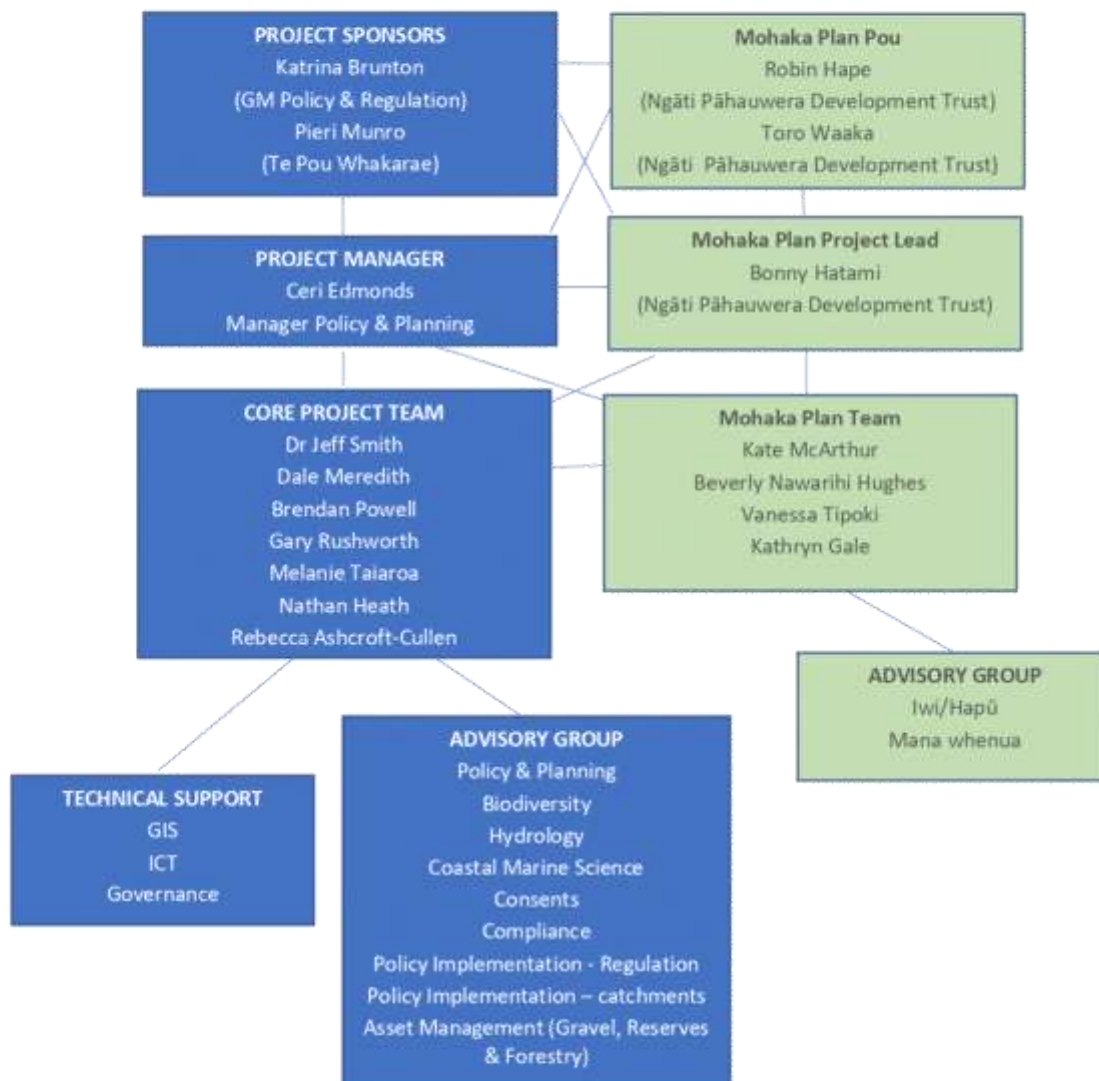 PROJECT SPONSORS
Katrina Brunton
(GM Policy & Regulation)
Pieri Munro
(Te Pou Whakarae)
Mohaka Plan Pou
Robin Hape
(Ngāti Pāhauwera Development Trust)
Toro Waaka
(Ngāti Pāhauwera Development Trust)
PROJECT MANAGER
Ceri Edmonds
Manager Policy & Planning
Mohaka Plan Project Lead
Bonny Hatami
(Ngāti Pāhauwera Development Trust)
CORE PROJECT TEAM
Dr Jeff Smith
Dale Meredith
Brendan Powell
Gary Rushworth
Melanie Taiaroa
Nathan Heath
Rebecca Ashcroft-Cullen
Mohaka Plan Team
Kate McArthur
Beverly Nawarihi Hughes
Vanessa Tipoki
Kathryn Gale
ADVISORY GROUP
Iwi/Hapū
Mana whenua
TECHNICAL SUPPORT
GIS
ICT
Governance
ADVISORY GROUP
Policy & Planning
Biodiversity
Hydrology
Coastal Marine Science
Consents
Compliance
Policy Implementation - Regulation
Policy Implementation – catchments
Asset Management (Gravel, Reserves
& Forestry)